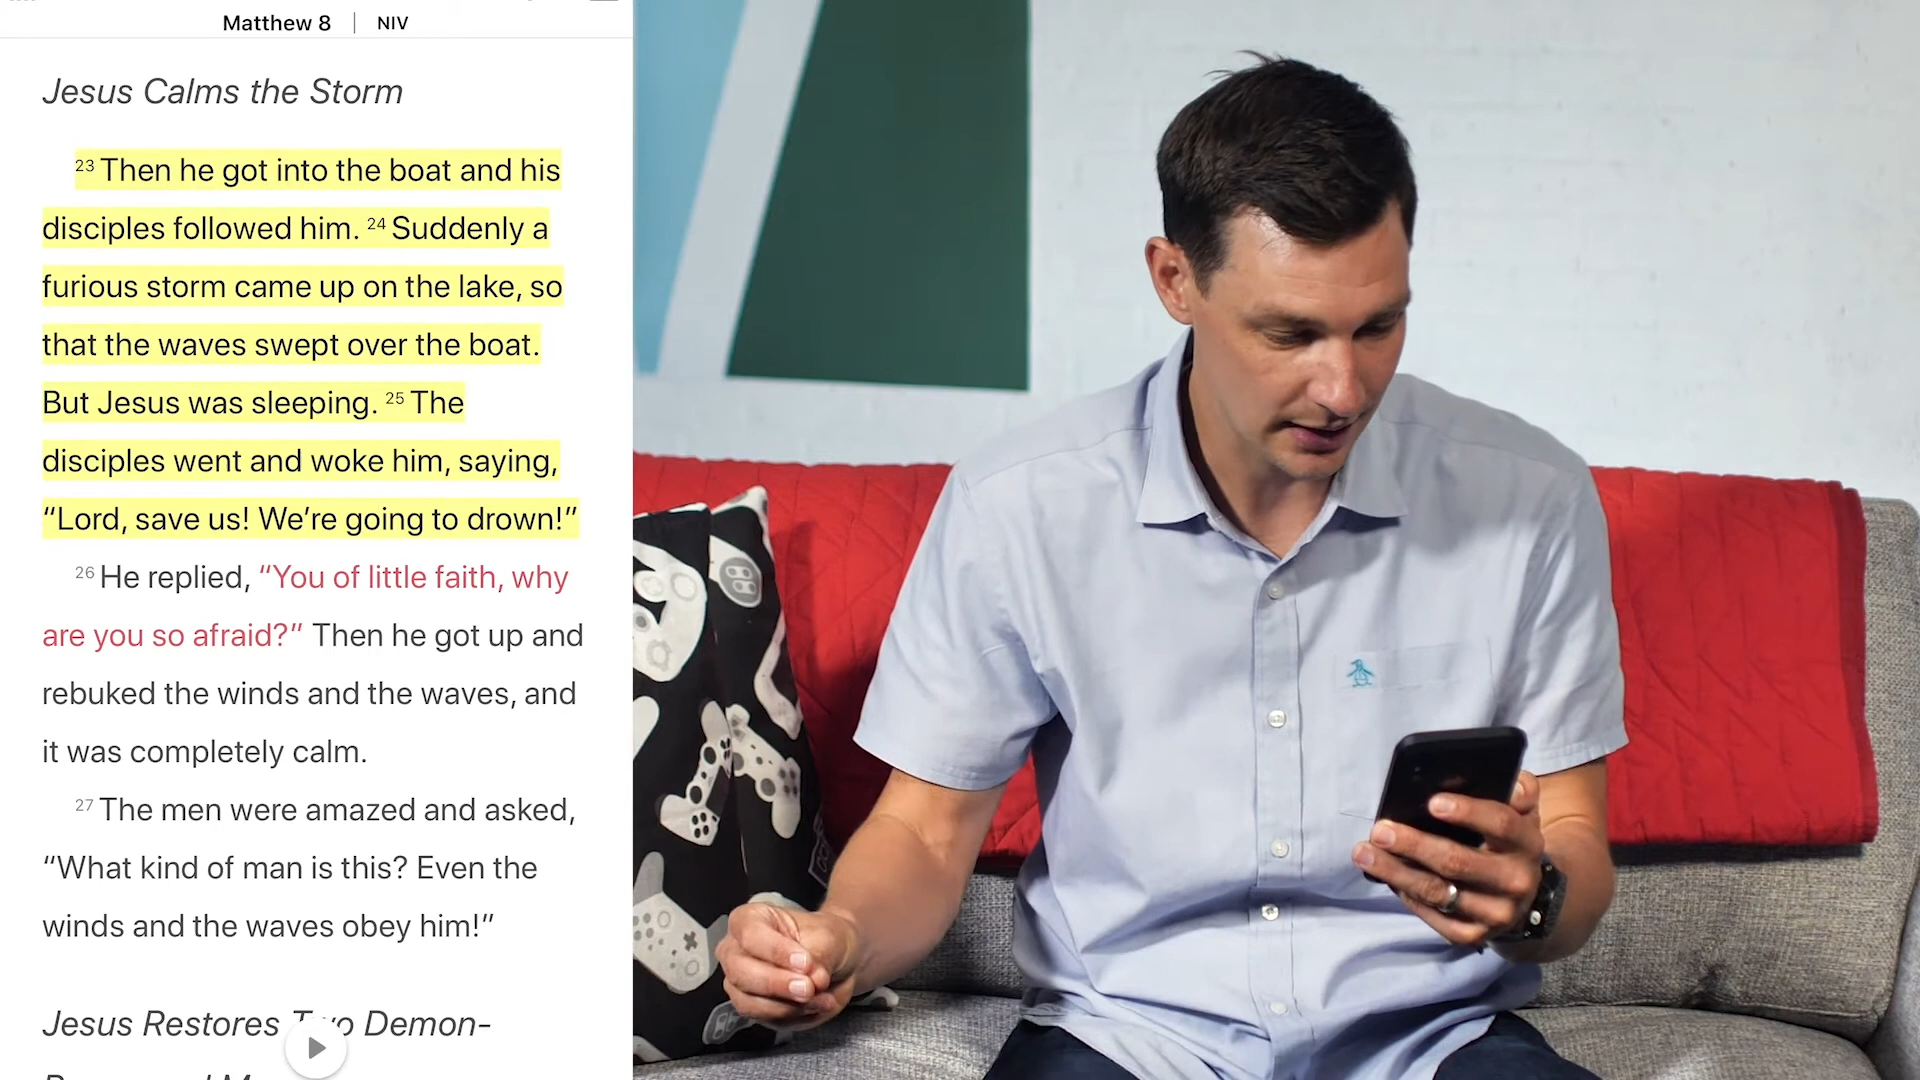 Matthew 8 | NIV
Jesus Calms the Storm
23 Then he got into the boat and his
disciples followed him. 24 Suddenly a
furious storm came up on the lake, so
that the waves swept over the boat.
But Jesus was sleeping. 25 The
disciples went and woke him, saying,
“Lord, save us! We’re going to drown!”
26 He replied, “You of little faith, why
are you so afraid?” Then he got up and
rebuked the winds and the waves, and
it was completely calm.
27 The men were amazed and asked,
“What kind of man is this? Even the
winds and the waves obey him!”
Jesus Restores Two Demon-